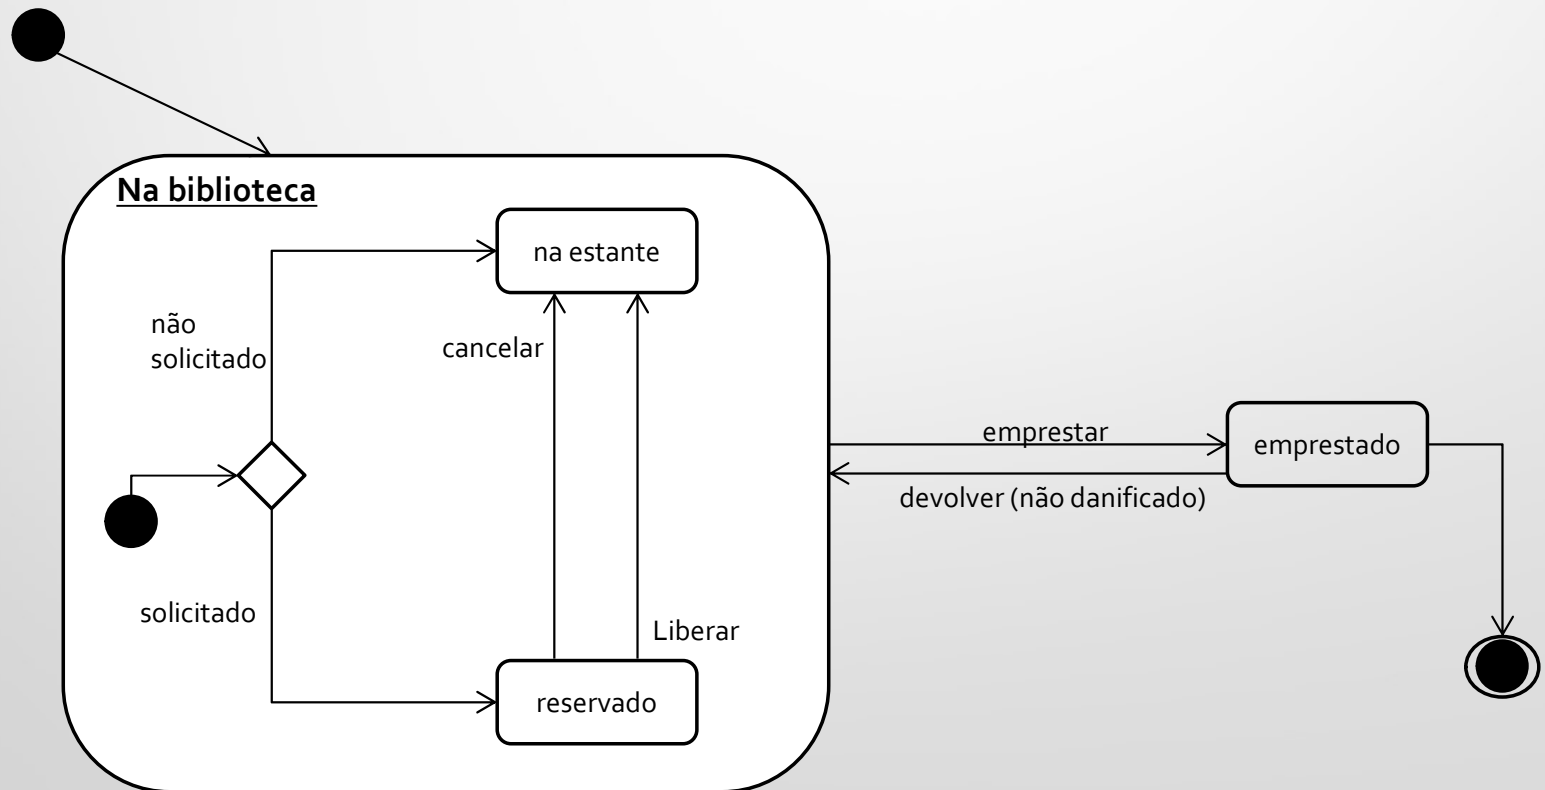 Na biblioteca
na estante
não
solicitado
cancelar
emprestar
emprestado
devolver (não danificado)
solicitado
Liberar
reservado